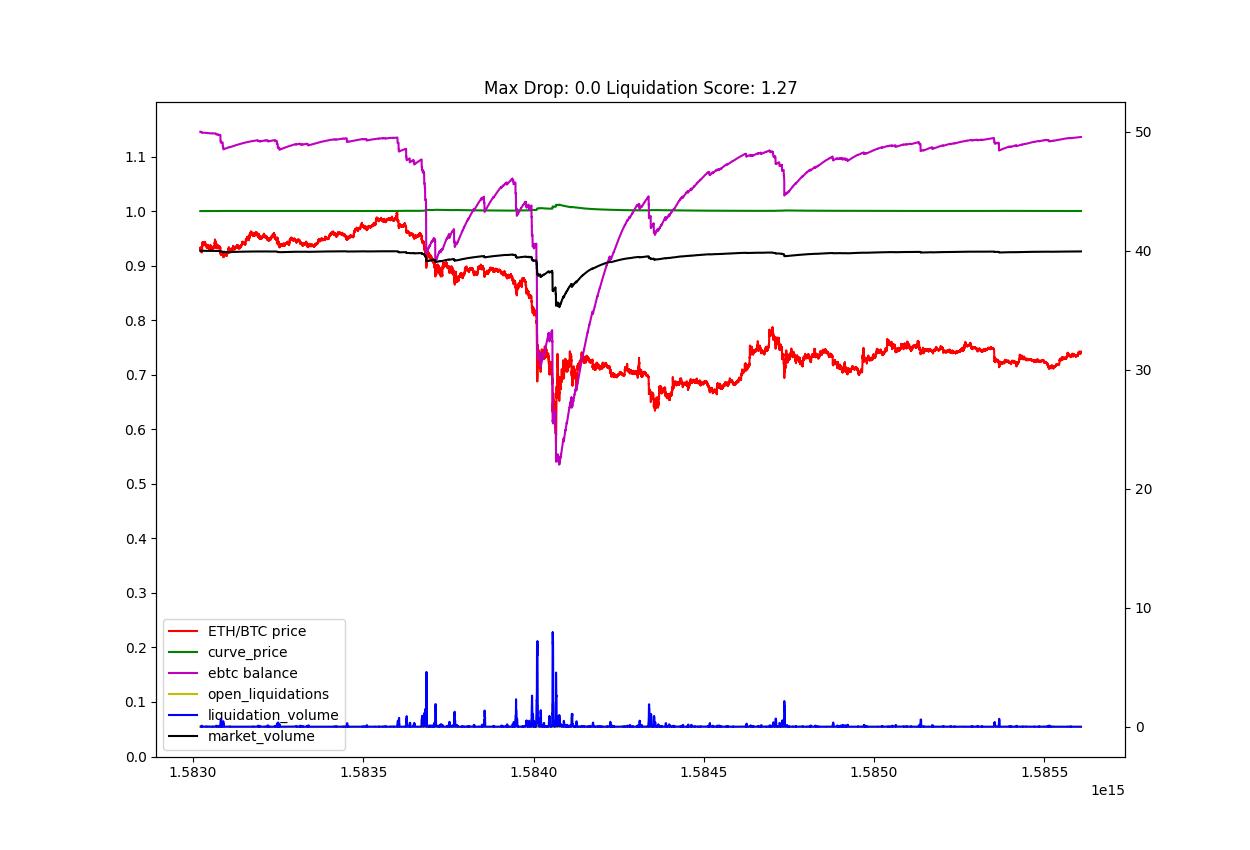 Max Drop: 0.0 Liquidation Score: 1.27
1.1
1.0
0.9
0.8
0.7
0.6
0.5
0.4
0.3
0.2
0.1
0.0
50
40
30
20
10
0
ETH/BTC price
curve_price
ebtc balance
open_liquidations
liquidation_volume
market_volume
1.5830 1.5835 1.5840 1.5845 1.5850 1.5855
1e15